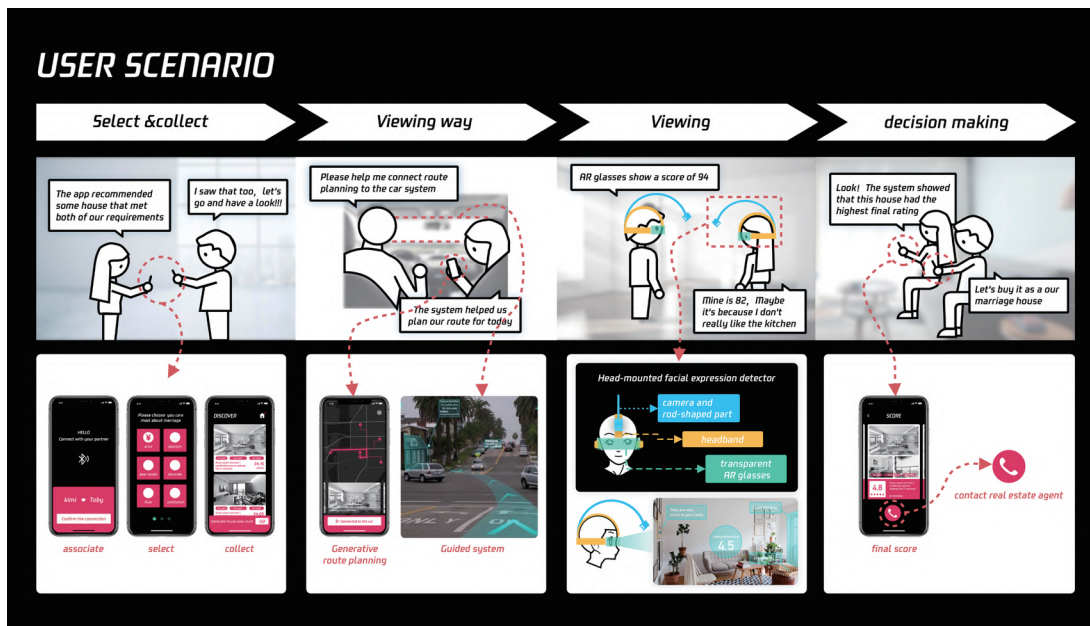 USER SCENARIO
Select &collect
Viewing way
Viewing
decision making
The app recommended
some house that met
both of our requirements
I saw that too, let's
go and have a look!!!
Please help me connect route
planning to the car system
The system helped us
plan our route for today
AR glasses show a score of 94
Mine is 82, Maybe
it's because I don't
really like the kitchen
Look! The system showed
that this house had the
highest final rating
Let's buy it as a our
marriage house
HELLO
Connect with your partner
kimi ♥ Toby
Confirm the connection
associate
Please choose you care
most about marriage
price
select
DISCOVER
GO
collect
Connected to the car
Generative
route planning
ONLY
Guided system
Head-mounted facial expression detector
camera and
rod-shaped part
headband
transparent
AR glasses
4.5
SCORE
4.8
final score
contact real estate agent